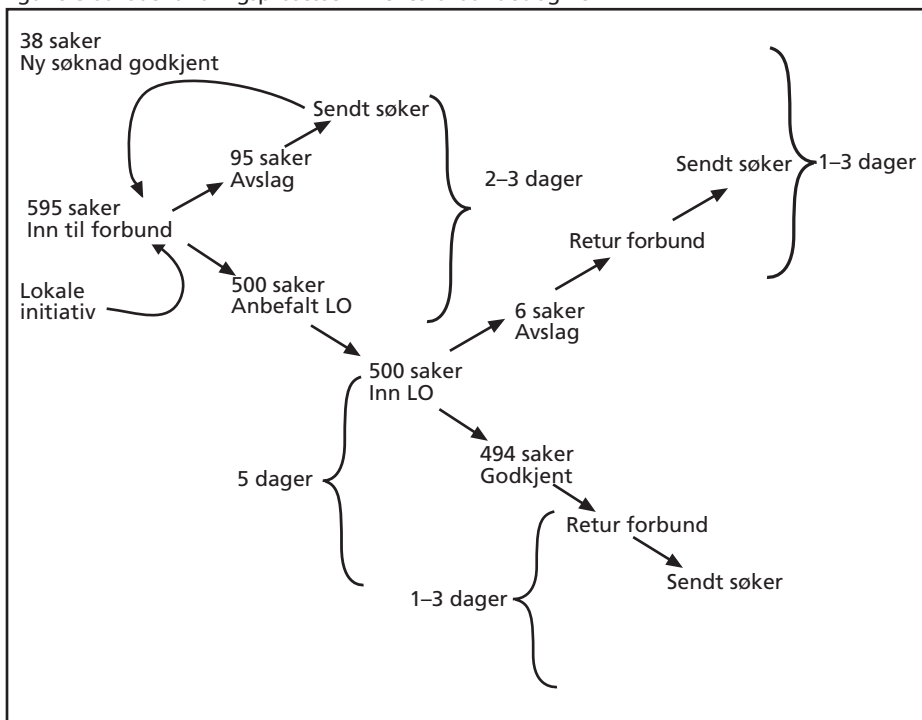 38 saker
Ny søknad godkjent
Sendt søker
95 saker
Avslag
2–3 dager
Sendt søker
1–3 dager
595 saker
Inn til forbund
Retur forbund
500 saker
Anbefalt LO
Lokale
initiativ
6 saker
Avslag
500 saker
Inn LO
494 saker
Godkjent
5 dager
Retur forbund
Sendt søker
1–3 dager